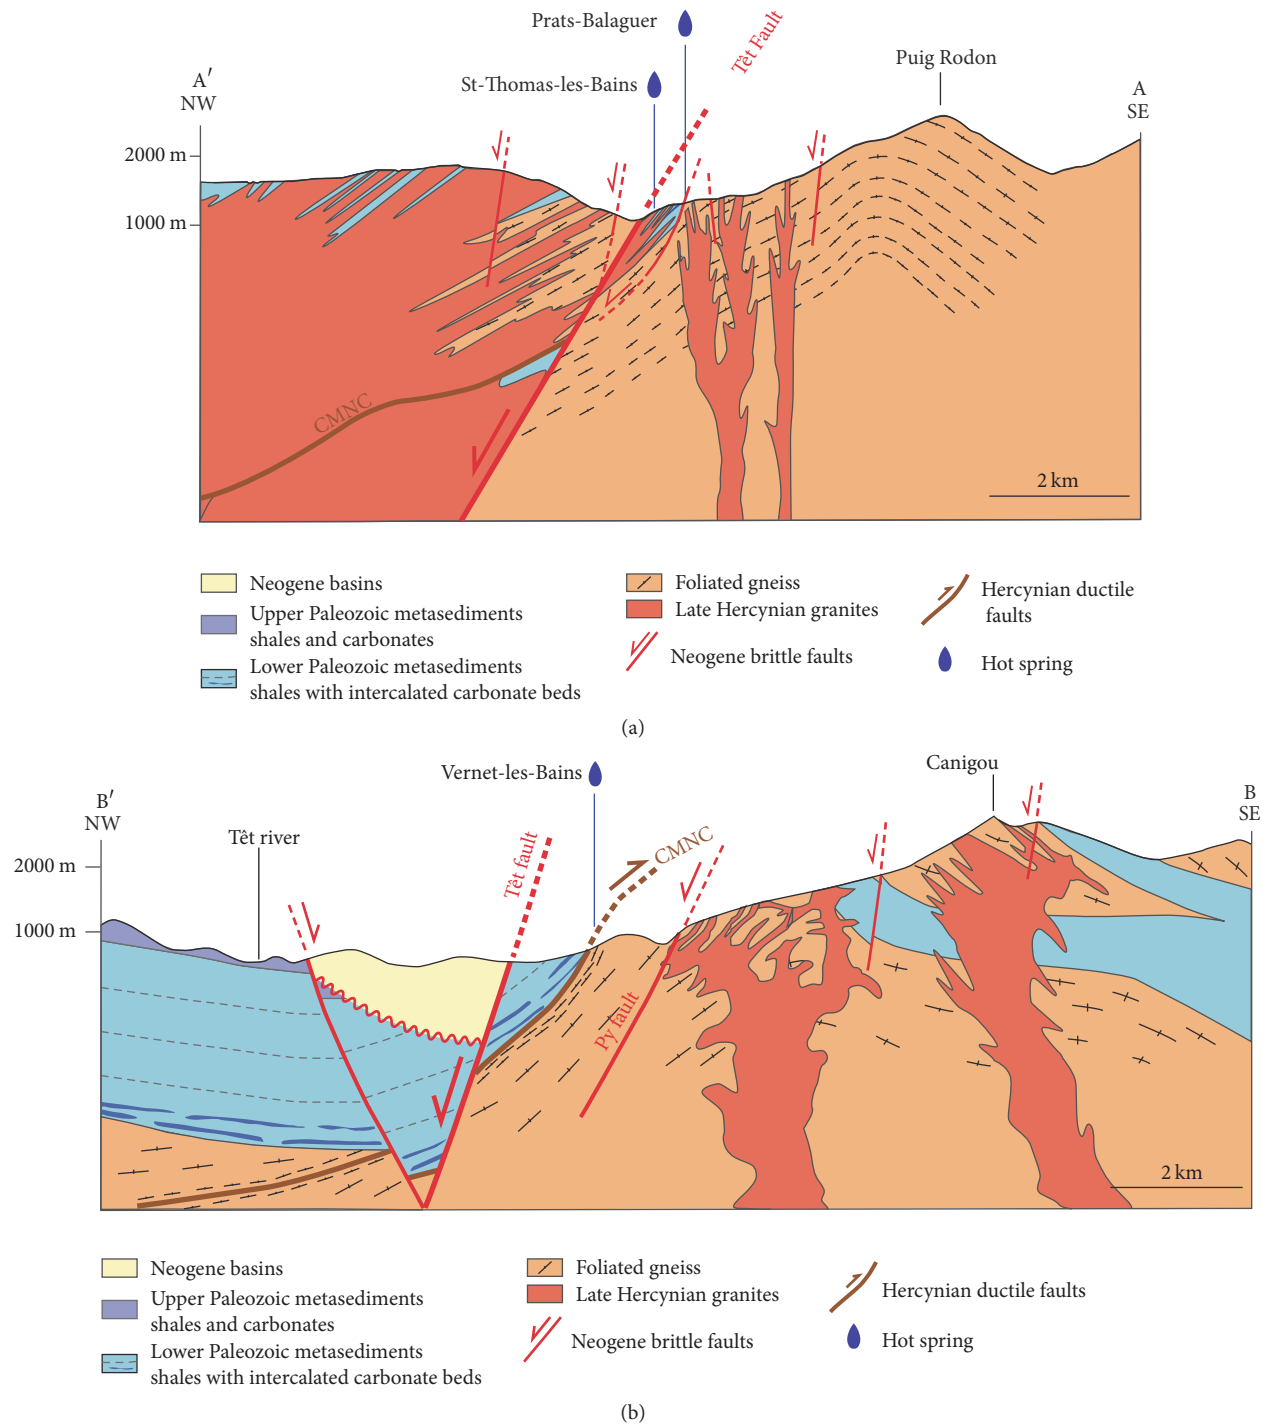 Prats-Balaguer
St-Thomas-les-Bains
Têt Fault
Puig Rodon
A′
NW
A
SE
2000 m
1000 m
CMNC
2 km
Neogene basins
Upper Paleozoic metasediments
shales and carbonates
Lower Paleozoic metasediments
shales with intercalated carbonate beds
Foliated gneiss
Late Hercynian granites
Neogene brittle faults
Hercynian ductile
faults
Hot spring
(a)
Vernet-les-Bains
Canigou
B′
NW
B
SE
Têt river
Têt fault
CMNC
2000 m
1000 m
Py fault
2 km
Neogene basins
Upper Paleozoic metasediments
shales and carbonates
Lower Paleozoic metasediments
shales with intercalated carbonate beds
Foliated gneiss
Late Hercynian granites
Neogene brittle faults
Hercynian ductile faults
Hot spring
(b)